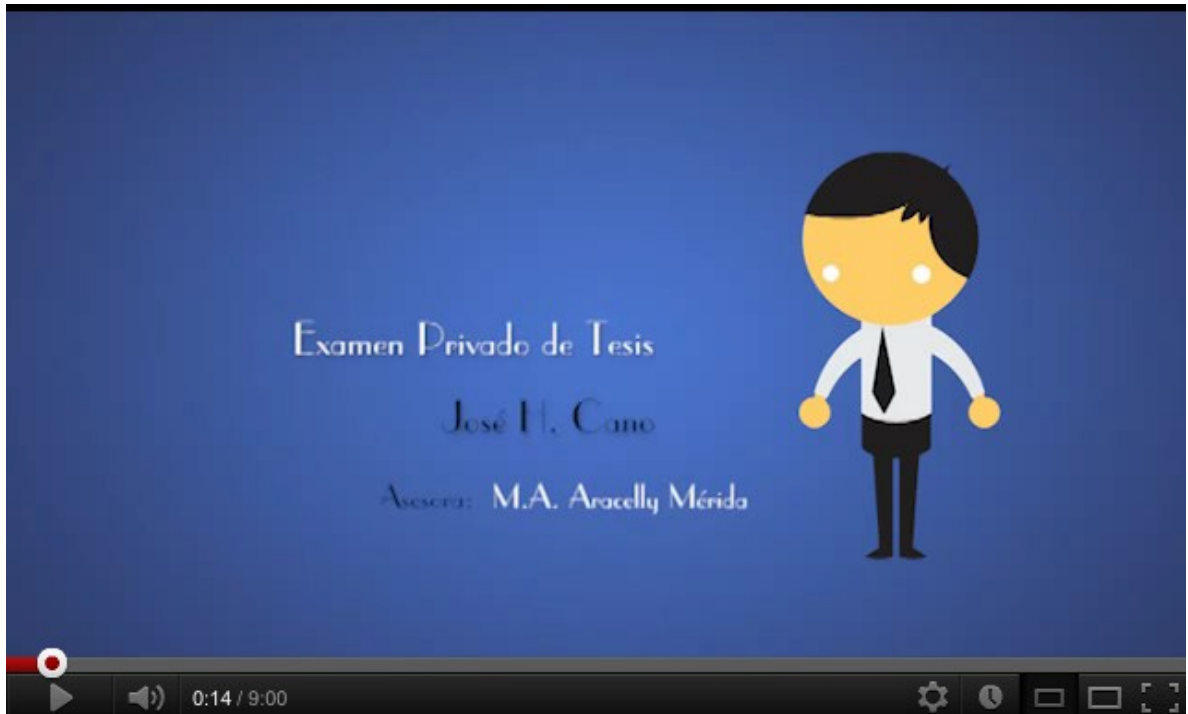 Examen Privado de Tesis
José H. Cano
Asesora: M.A. Aracelly Mérida
0:14 / 9:00